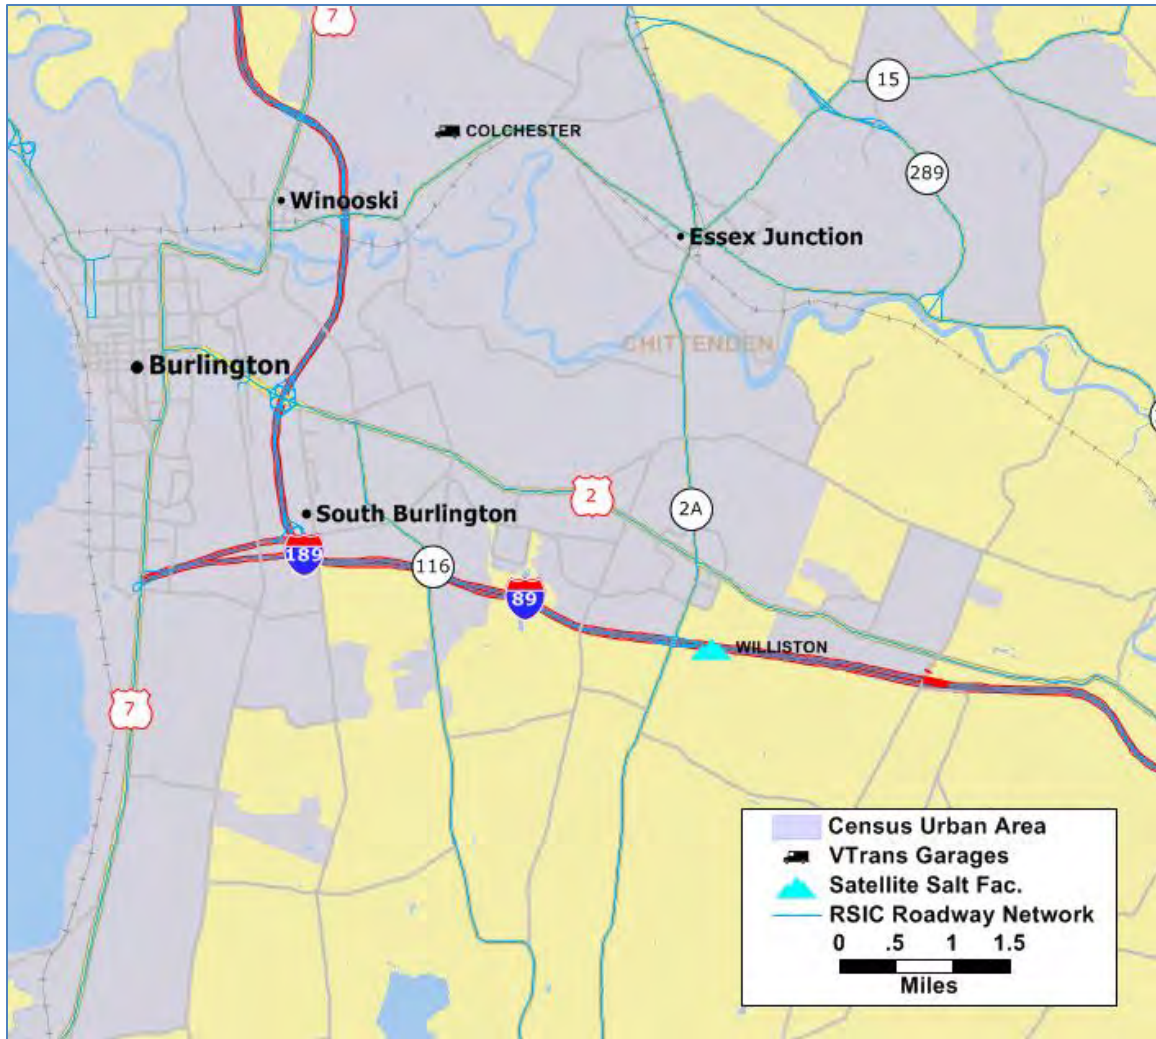 7
15
COLCHESTER
289
Winooski
Essex Junction
CHITTENDEN
Burlington
2
2A
South Burlington
189
116
89
WILLISTON
7
Census Urban Area
VTrans Garages
Satellite Salt Fac.
RSIC Roadway Network
0 .5 1 1.5
Miles